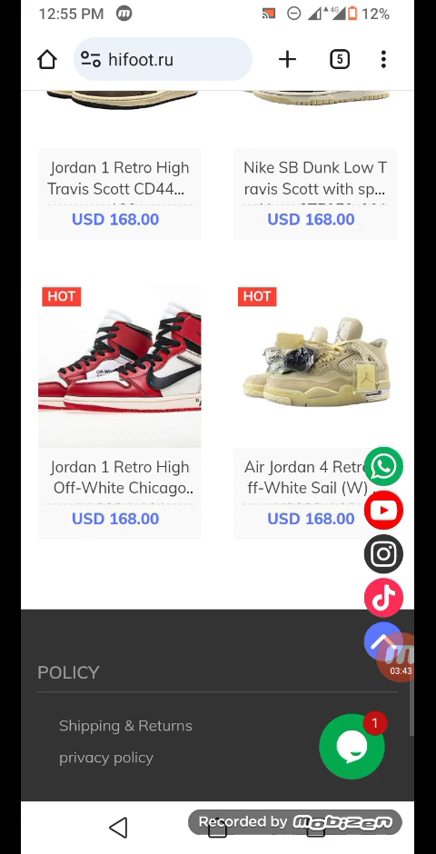 12:55 PM
4G
12%
hifoot.ru
5
Jordan 1 Retro High
Travis Scott CD44...
USD 168.00
Nike SB Dunk Low T
ravis Scott with sp...
USD 168.00
HOT
HOT
Jordan 1 Retro High
Off-White Chicago..
USD 168.00
Air Jordan 4 Retro
ff-White Sail (W)
USD 168.00
03:43
POLICY
Shipping & Returns
privacy policy
1
Recorded by mobizen